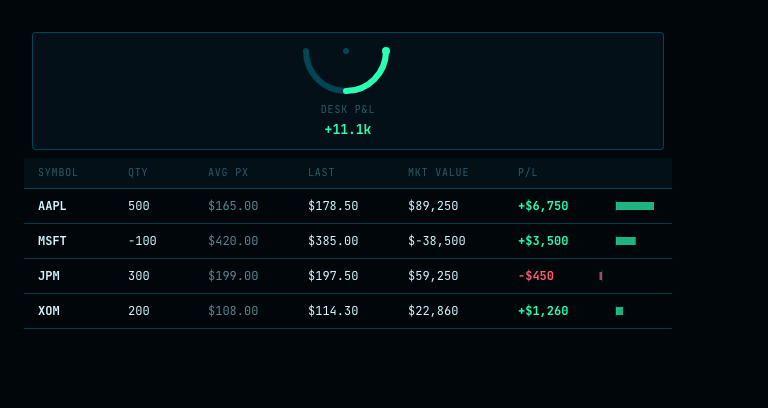 DESK P&L
+11.1k
SYMBOL QTY AVG PX LAST MKT VALUE P/L
AAPL 500 $165.00 $178.50 $89,250 +$6,750
MSFT -100 $420.00 $385.00 $-38,500 +$3,500
JPM 300 $199.00 $197.50 $59,250 -$450
XOM 200 $108.00 $114.30 $22,860 +$1,260